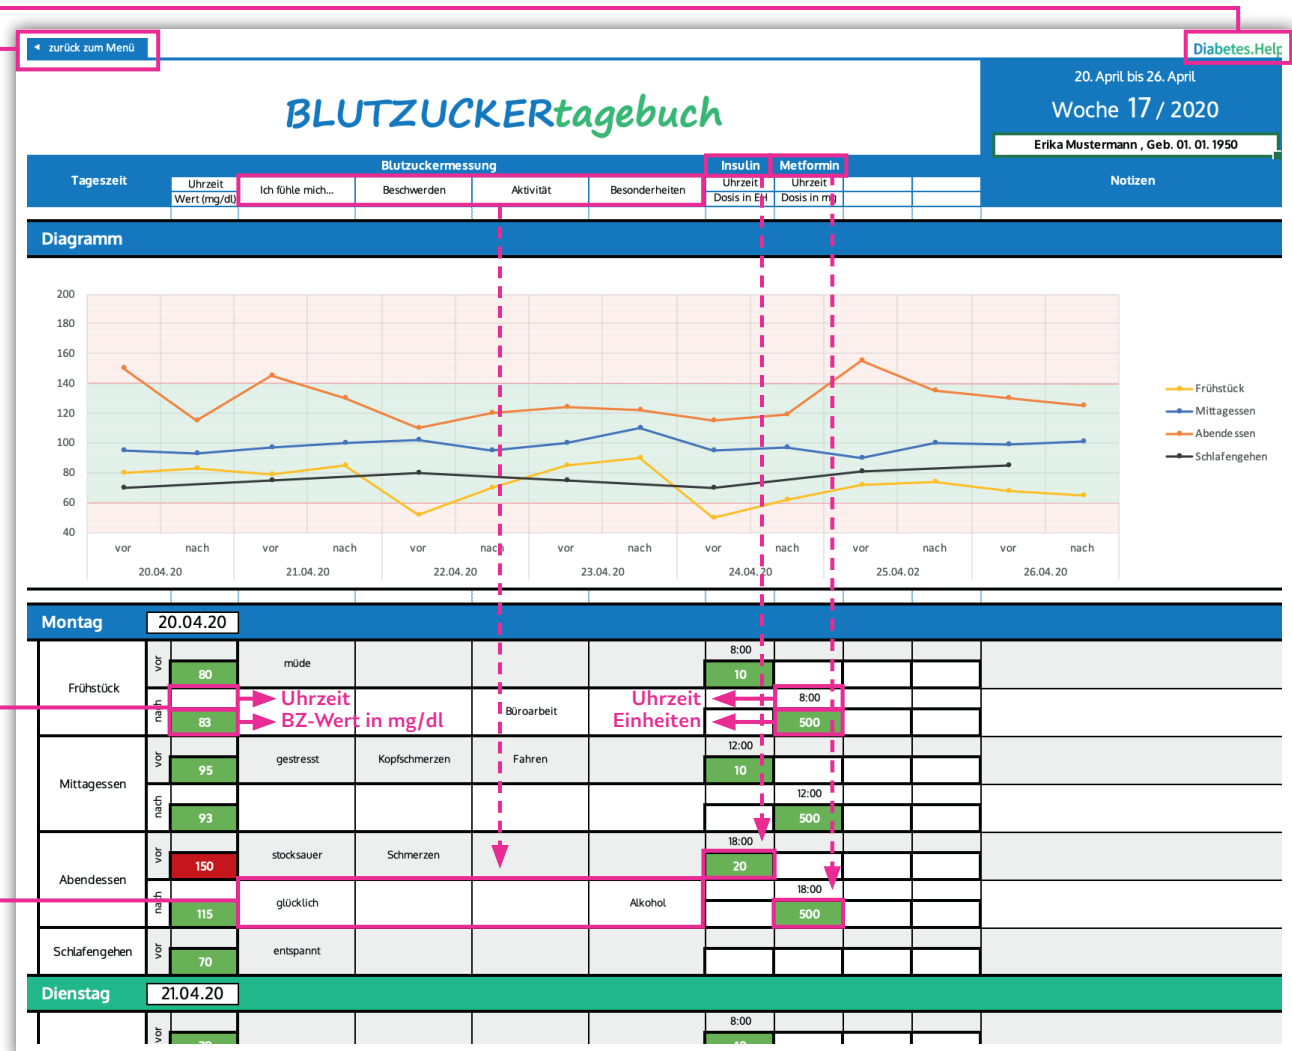 ◄ zurück zum Menü
Diabetes.Help
20. April bis 26. April
BLUTZUCKERtagebuch
Woche 17 / 2020
Erika Mustermann , Geb. 01. 01. 1950
Tageszeit
Blutzuckermessung
Insulin Metformin
Notizen
Uhrzeit Ich fühle mich... Beschwerden Aktivität Besonderheiten Uhrzeit Uhrzeit
Wert (mg/dl) Dosis in EH Dosis in mg
Diagramm
200
180
160
140
120
100
80
60
40
Frühstück
Mittagessen
Abendessen
Schlafengehen
vor nach vor nach vor nach vor nach vor nach vor nach vor nach
20.04.20 21.04.20 22.04.20 23.04.20 24.04.20 25.04.02 26.04.20
Montag 20.04.20
Frühstück
vor 80 müde 8:00 10
nach 83 Büroarbeit 8:00 500
Uhrzeit
BZ-Wert in mg/dl
Uhrzeit
Einheiten
Mittagessen
vor 95 gestresst Kopfschmerzen Fahren 12:00 10
nach 93 12:00 500
Abendessen
vor 150 stocksauer Schmerzen 18:00 20
nach 115 glücklich Alkohol 18:00 500
Schlafengehen vor 70 entspannt
Dienstag 21.04.20
vor 8:00